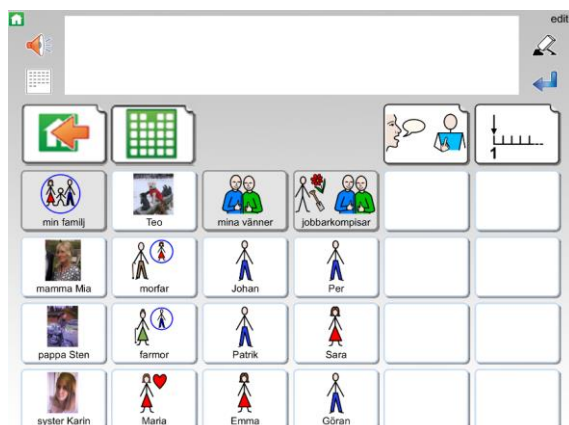 edit
1
min familj
Teo
mina vänner
jobbarkompisar
mamma Mia
morfar
Johan
Per
pappa Sten
farmor
Patrik
Sara
syster Karin
Maria
Emma
Göran